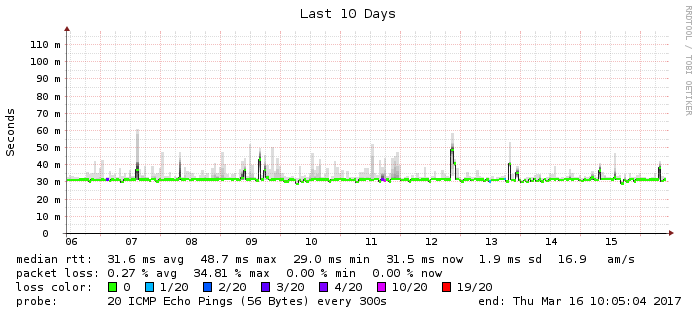 Last 10 Days
RRDTOOL / TOBI OETIKER
Seconds
110 m
100 m
90 m
80 m
70 m
60 m
50 m
40 m
30 m
20 m
10 m
0
06 07 08 09 10 11 12 13 14 15
median rtt: 31.6 ms avg 48.7 ms max 29.0 ms min 31.5 ms now 1.9 ms sd 16.9 am/s
packet loss: 0.27 % avg 34.81 % max 0.00 % min 0.00 % now
loss color: 0 1/20 2/20 3/20 4/20 10/20 19/20
probe: 20 ICMP Echo Pings (56 Bytes) every 300s end: Thu Mar 16 10:05:04 2017